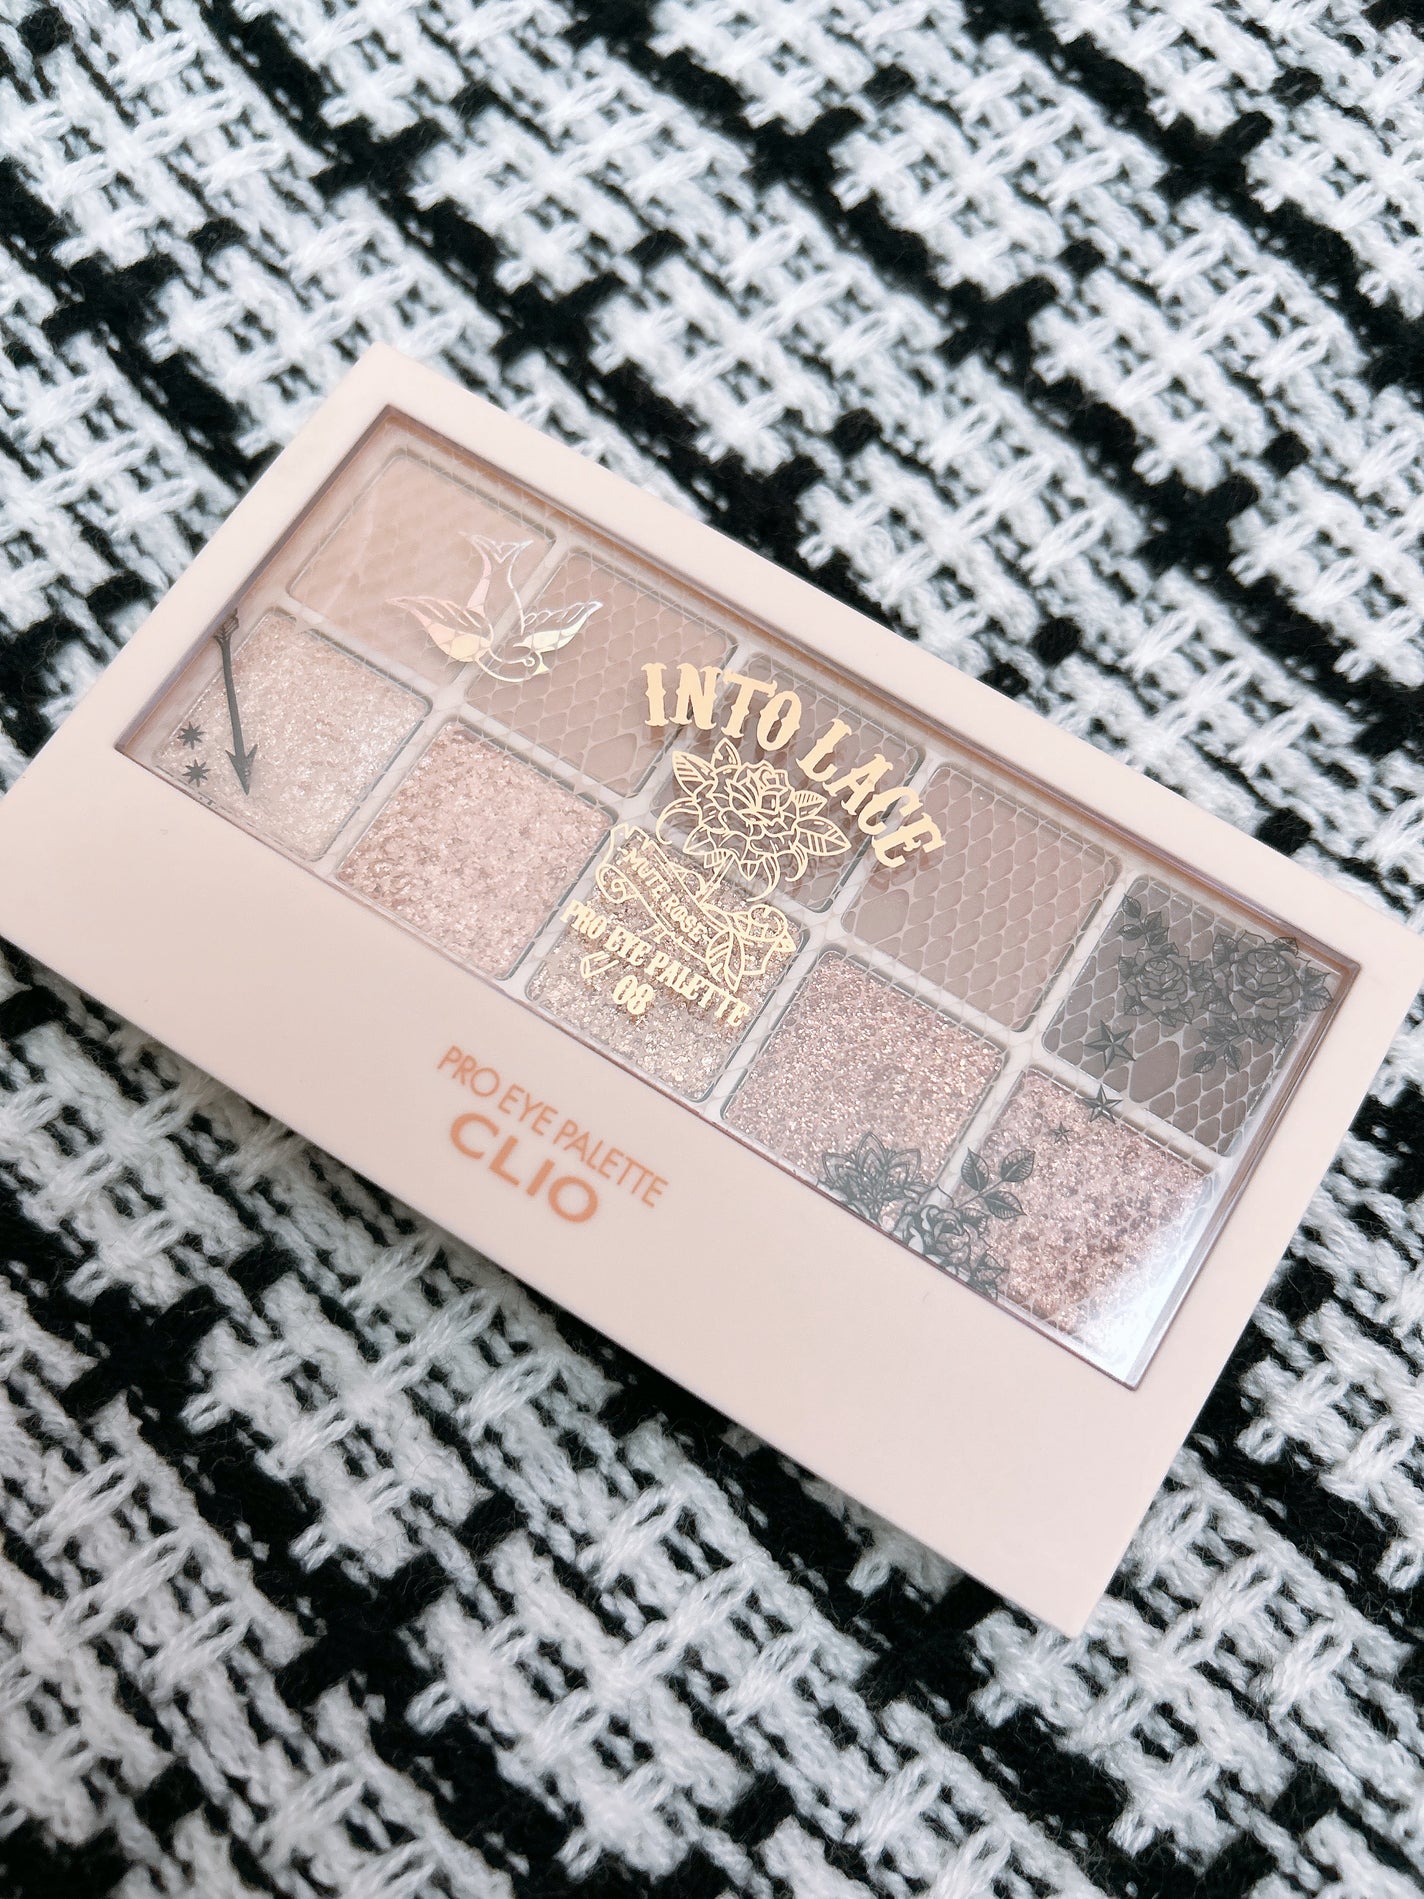 INTO LACE
MUTE ROSE
PRO EYE PALETTE
08
PRO EYE PALETTE
CLIO